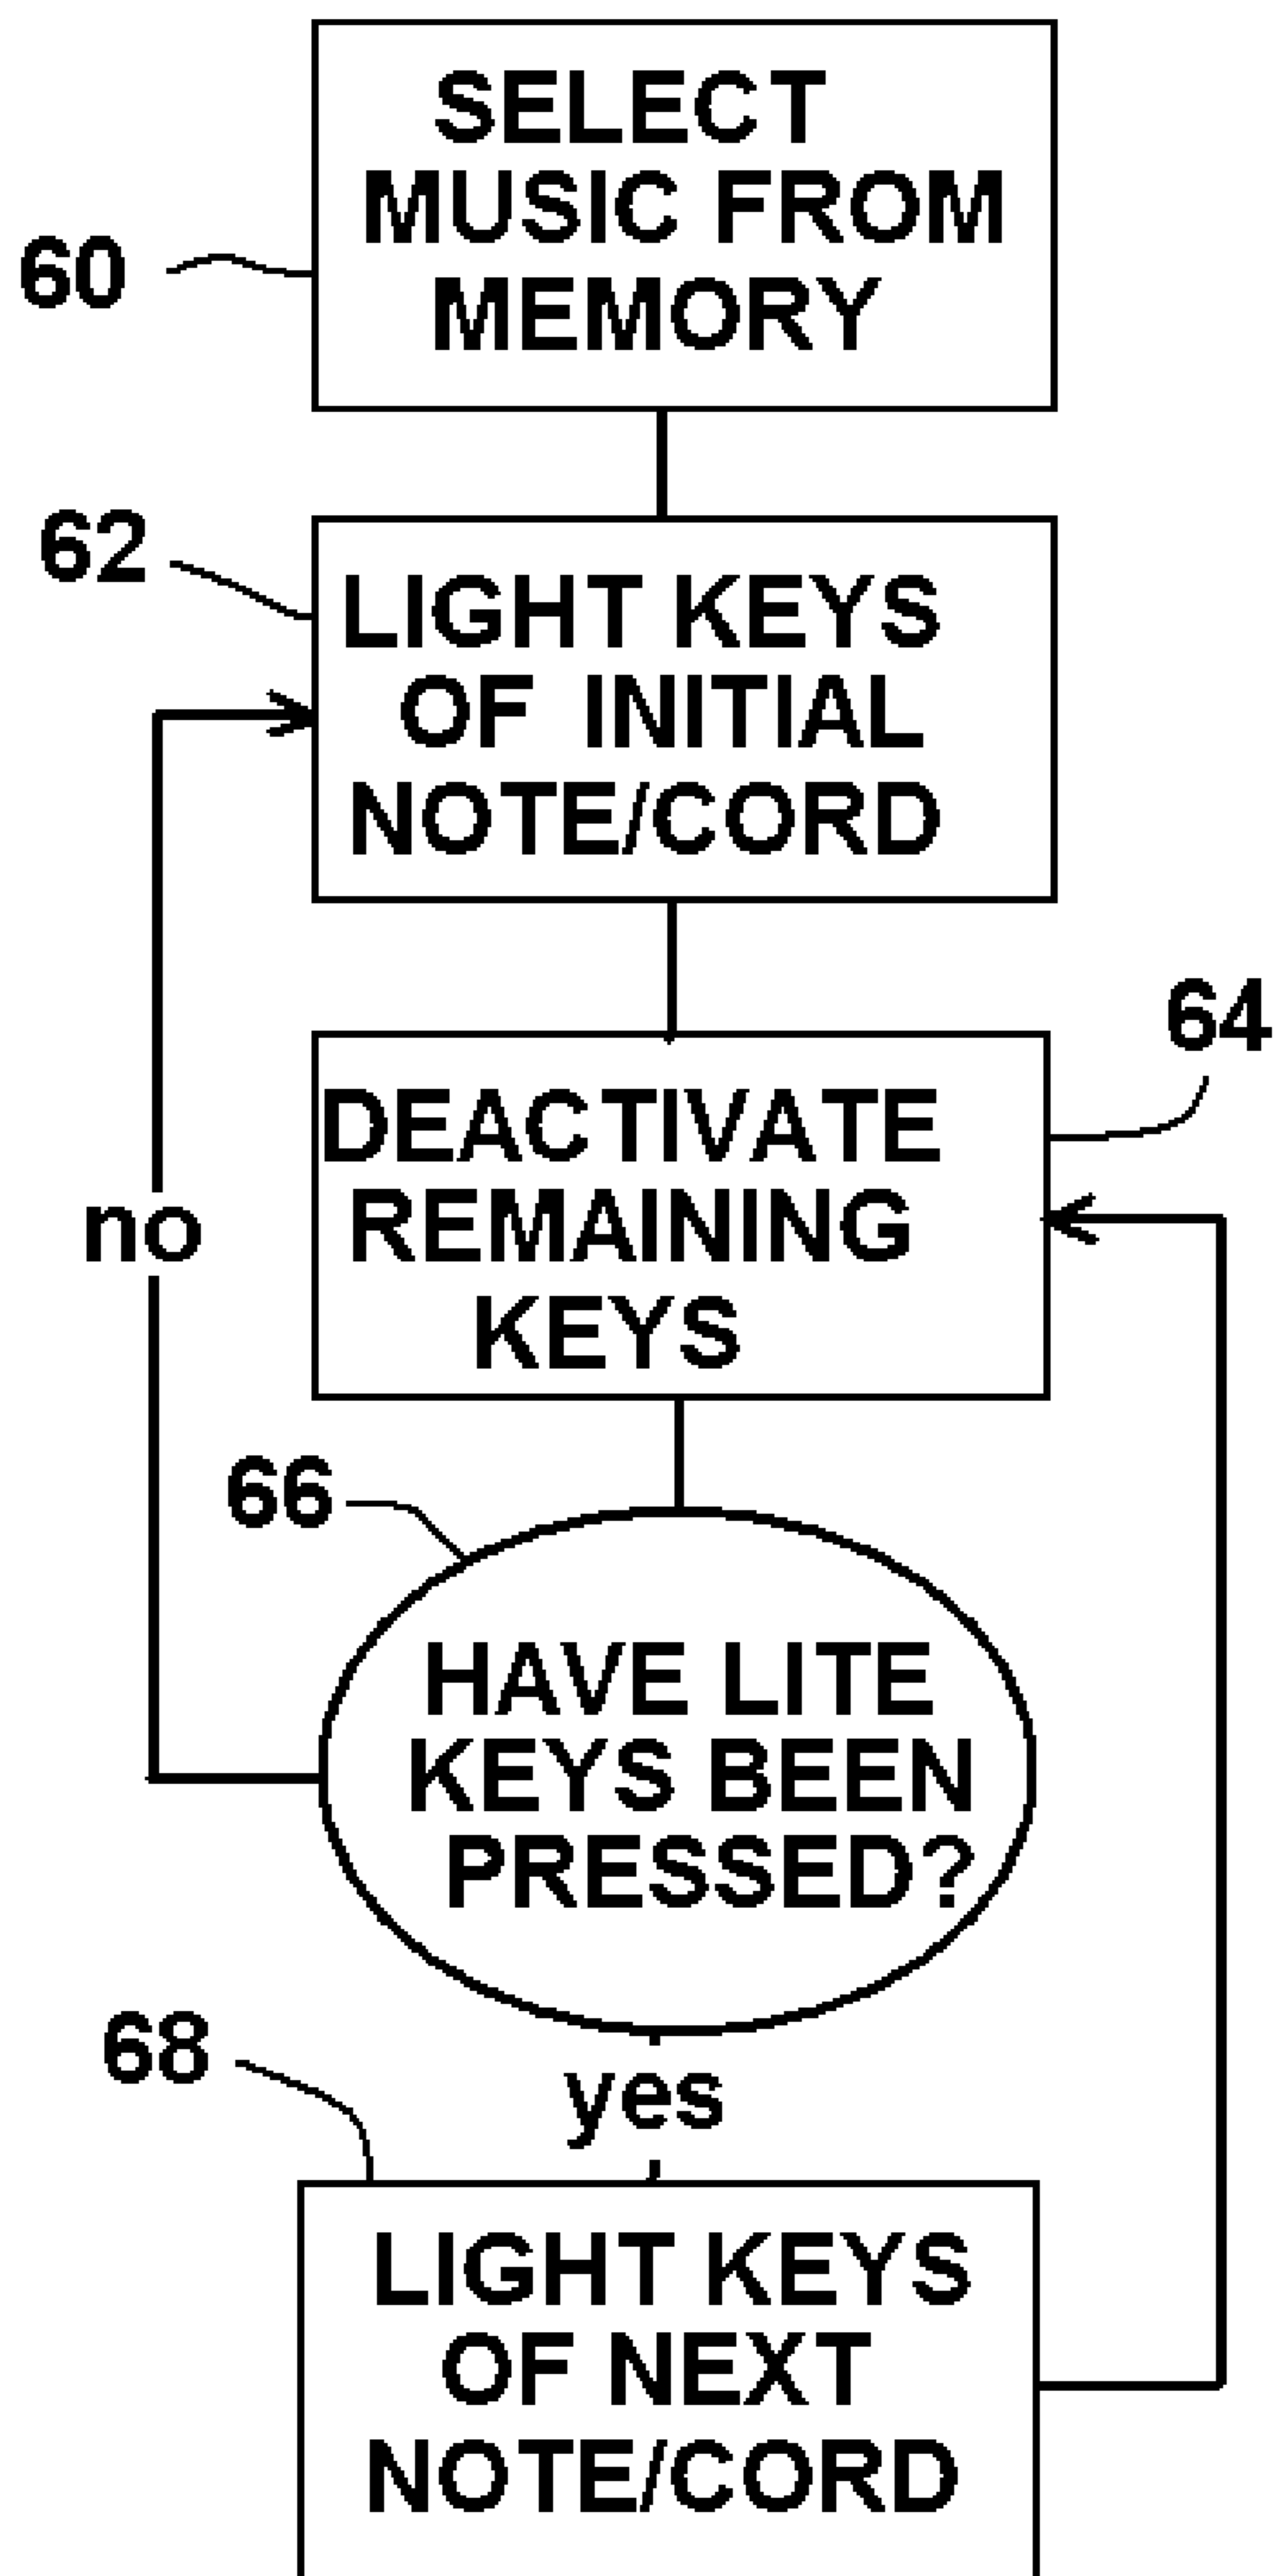 SELECT
MUSIC FROM
MEMORY
60
62
LIGHT KEYS
OF INITIAL
NOTE/CORD
64
DEACTIVATE
REMAINING
KEYS
no
66
HAVE LITE
KEYS BEEN
PRESSED?
68
yes
LIGHT KEYS
OF NEXT
NOTE/CORD